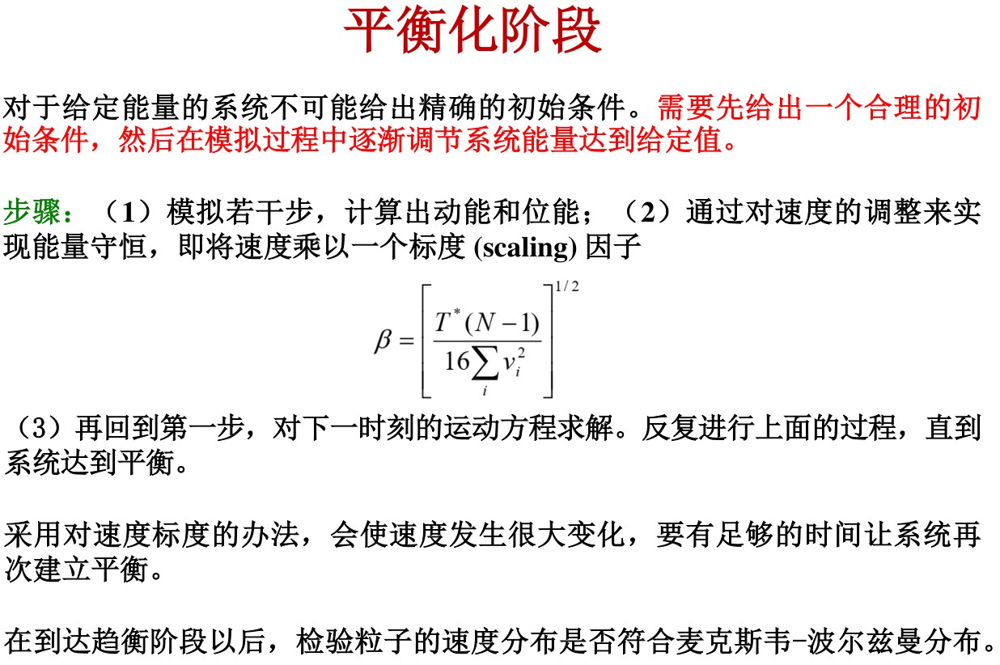 平衡化阶段
对于给定能量的系统不可能给出精确的初始条件。需要先给出一个合理的初
始条件，然后在模拟过程中逐渐调节系统能量达到给定值。
步骤：（1）模拟若干步，计算出动能和位能；（2）通过对速度的调整来实
现能量守恒，即将速度乘以一个标度 (scaling) 因子
β = [ T*(N − 1) / 16∑_i v_i^2 ]^{1/2}
（3）再回到第一步，对下一时刻的运动方程求解。反复进行上面的过程，直到
系统达到平衡。
采用对速度标度的办法，会使速度发生很大变化，要有足够的时间让系统再
次建立平衡。
在到达趋衡阶段以后，检验粒子的速度分布是否符合麦克斯韦-波尔兹曼分布。